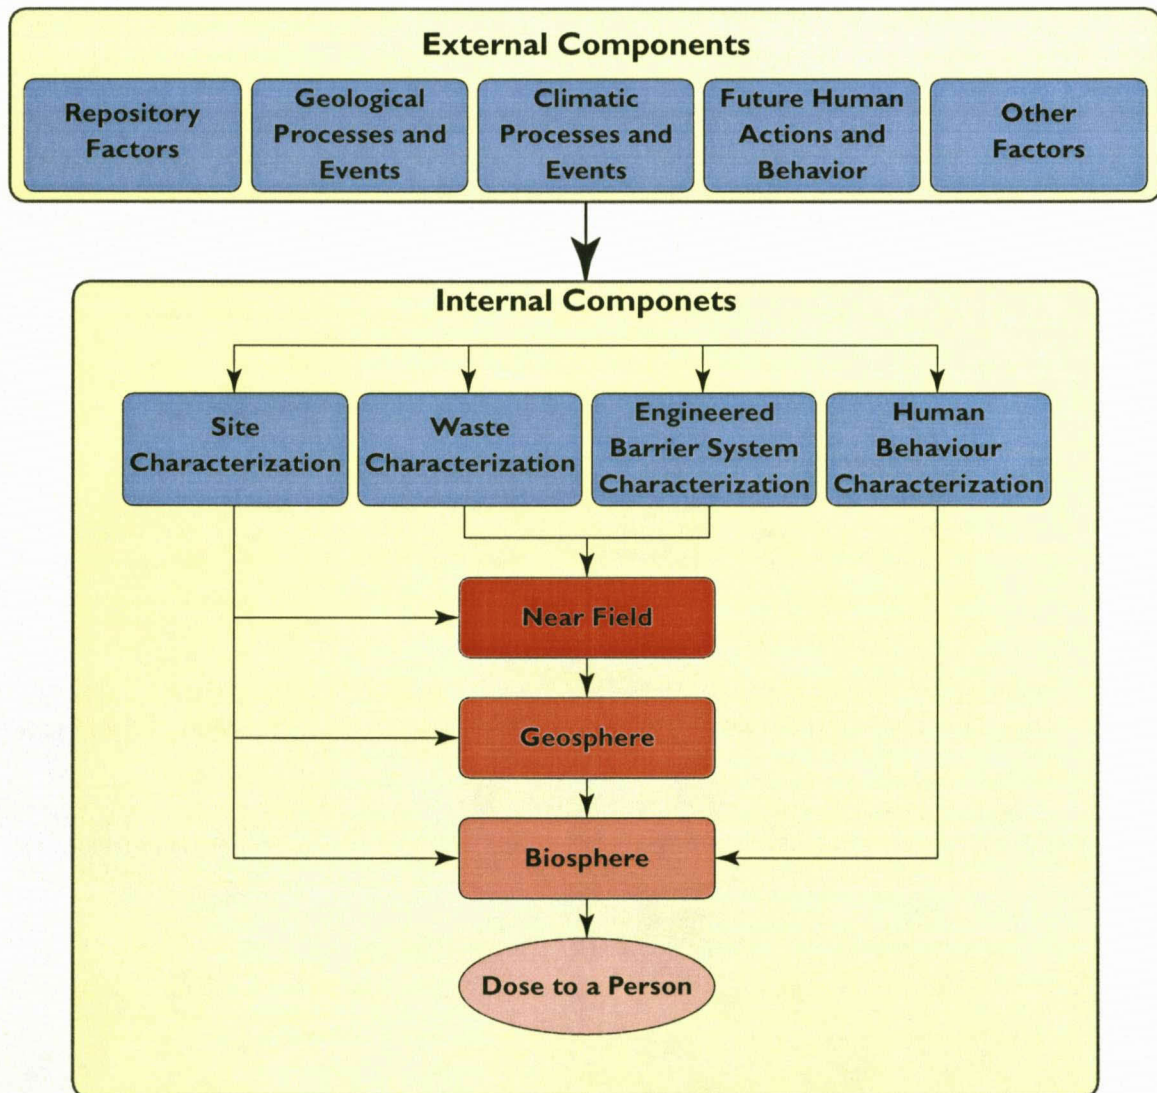 External Components
Repository
Factors
Geological
Processes and
Events
Climatic
Processes and
Events
Future Human
Actions and
Behavior
Other
Factors
Internal Componets
Site
Characterization
Waste
Characterization
Engineered
Barrier System
Characterization
Human
Behaviour
Characterization
Near Field
Geosphere
Biosphere
Dose to a Person